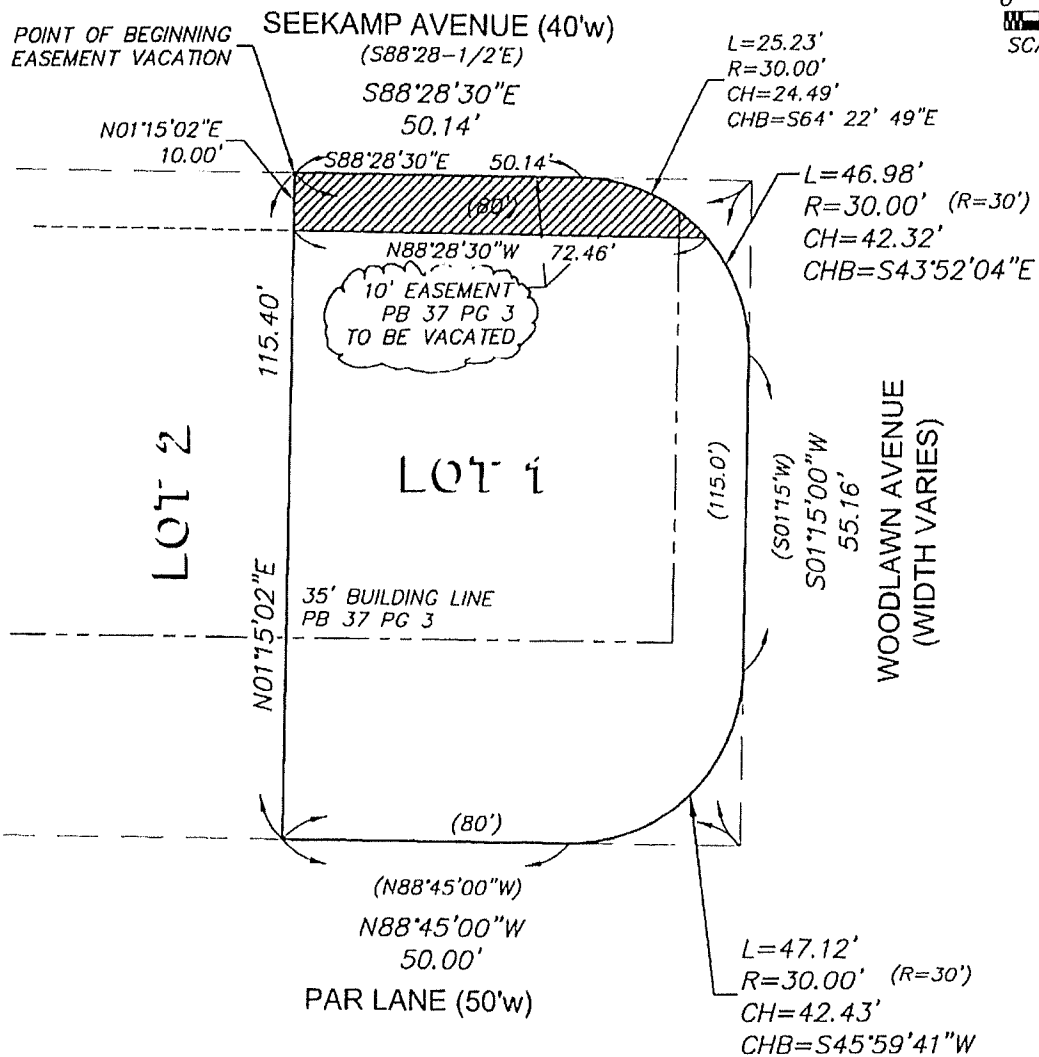 SEEKAMP AVENUE (40'w)
(S88°28-1/2'E)
S88°28'30"E
50.14'
POINT OF BEGINNING
EASEMENT VACATION
N01°15'02"E
10.00'
S88°28'30"E 50.14'
L=25.23'
R=30.00'
CH=24.49'
CHB=S64° 22' 49"E
0
SC
L=46.98'
R=30.00' (R=30')
CH=42.32'
CHB=S43°52'04"E
(80')
N88°28'30"W 72.46'
10' EASEMENT
PB 37 PG 3
TO BE VACATED
115.40'
N01°15'02"E
LOT 2
LOT 1
(115.0')
(S01°15'W)
S01°15'00"W
55.16'
WOODLAWN AVENUE
(WIDTH VARIES)
35' BUILDING LINE
PB 37 PG 3
(80')
(N88°45'00"W)
N88°45'00"W
50.00'
PAR LANE (50'w)
L=47.12'
R=30.00' (R=30')
CH=42.43'
CHB=S45°59'41"W